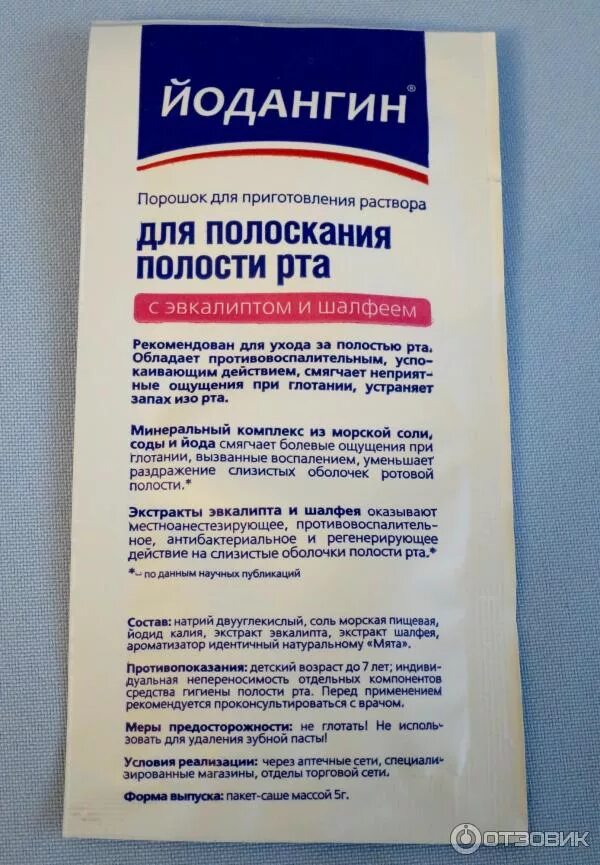 ЙОДАНГИН®
Порошок для приготовления раствора
для полоскания
полости рта
с эвкалиптом и шалфеем
Рекомендован для ухода за полостью рта.
Обладает противовоспалительным, успо-
каивающим действием, смягчает неприят-
ные ощущения при глотании, устраняет
запах изо рта.
Минеральный комплекс из морской соли,
соды и йода смягчает болевые ощущения при
глотании, вызванные воспалением, уменьшает
раздражение слизистых оболочек ротовой
полости.*
Экстракты эвкалипта и шалфея оказывают
местноанестезирующее, противовоспалитель-
ное, антибактериальное и регенерирующее
действие на слизистые оболочки полости рта.*
*– по данным научных публикаций
Состав: натрий двууглекислый, соль морская пищевая,
йодид калия, экстракт эвкалипта, экстракт шалфея,
ароматизатор идентичный натуральному «Мята».
Противопоказания: детский возраст до 7 лет; индиви-
дуальная непереносимость отдельных компонентов
средства гигиены полости рта. Перед применением
рекомендуется проконсультироваться с врачом.
Меры предосторожности: не глотать! Не исполь-
зовать для удаления зубной пасты!
Условия реализации: через аптечные сети, специали-
зированные магазины, отделы торговой сети.
Форма выпуска: пакет-саше массой 5г.
ОТЗОВИК